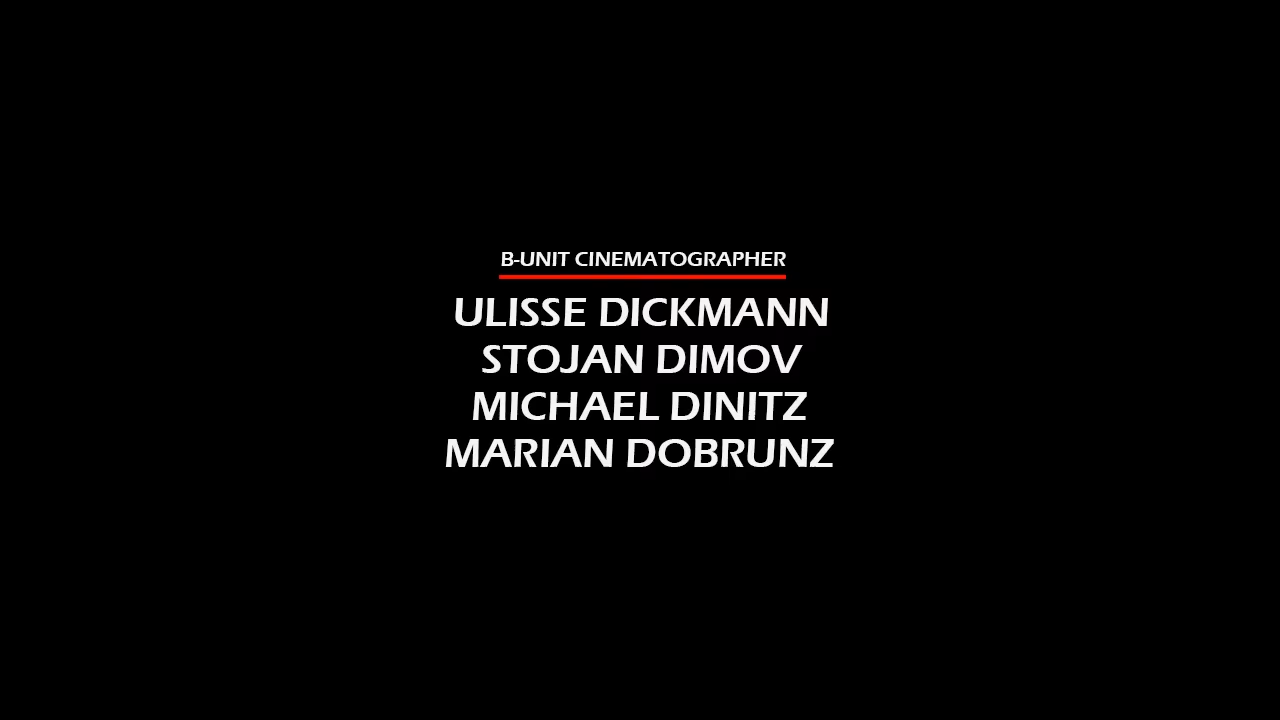 B-UNIT CINEMATOGRAPHER
ULISSE DICKMANN
STOJAN DIMOV
MICHAEL DINITZ
MARIAN DOBRUNZ